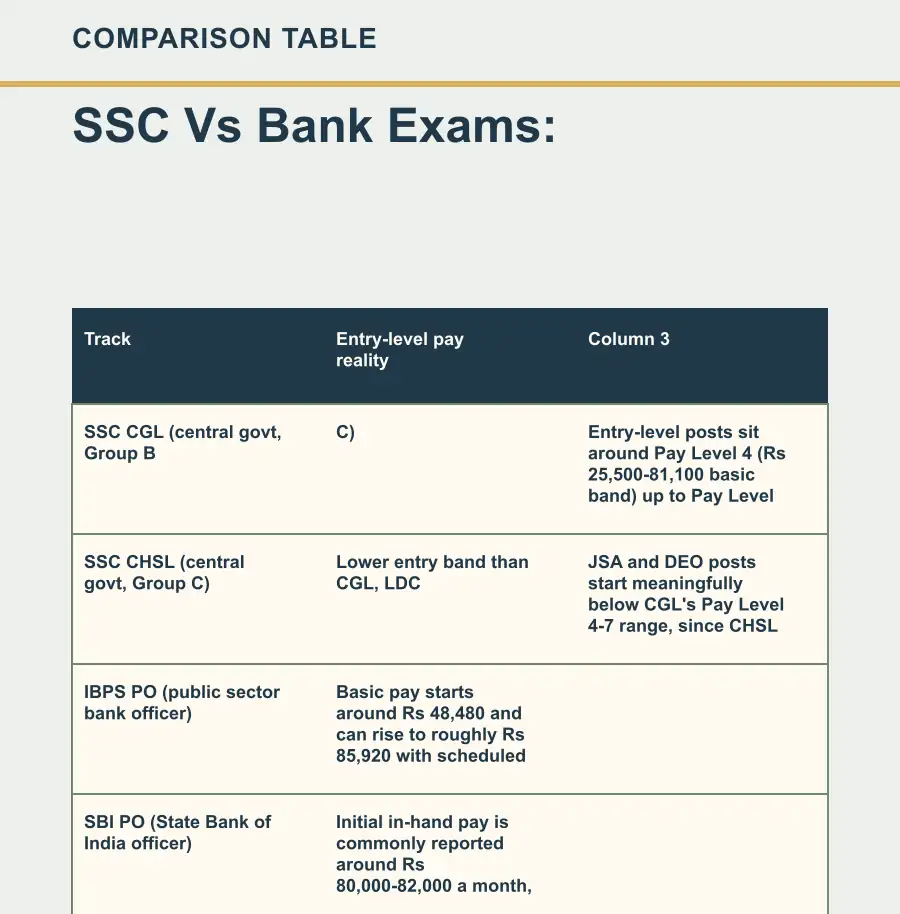 COMPARISON TABLE
SSC Vs Bank Exams:
Track
Entry-level pay
reality
Column 3
SSC CGL (central govt,
Group B
C)
Entry-level posts sit
around Pay Level 4 (Rs
25,500-81,100 basic
band) up to Pay Level
SSC CHSL (central
govt, Group C)
Lower entry band than
CGL, LDC
JSA and DEO posts
start meaningfully
below CGL's Pay Level
4-7 range, since CHSL
IBPS PO (public sector
bank officer)
Basic pay starts
around Rs 48,480 and
can rise to roughly Rs
85,920 with scheduled
SBI PO (State Bank of
India officer)
Initial in-hand pay is
commonly reported
around Rs
80,000-82,000 a month,